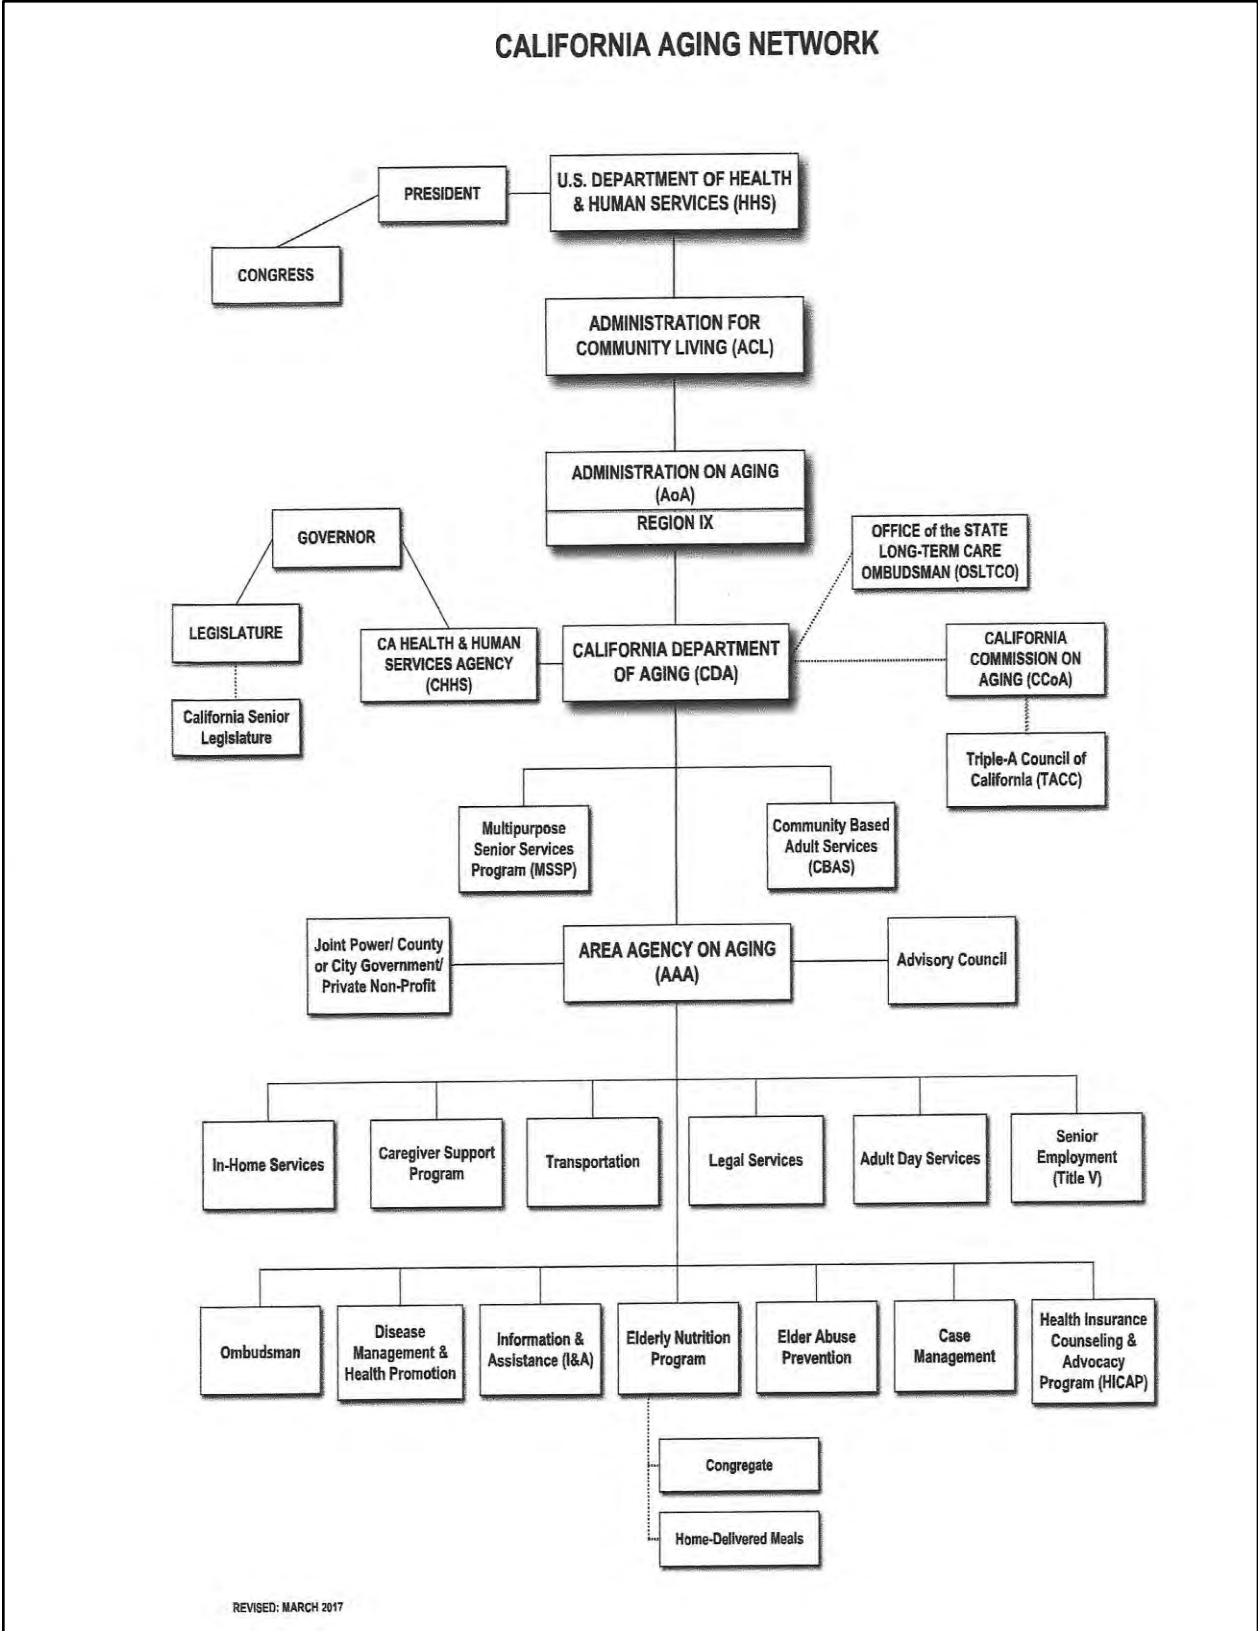 CALIFORNIA AGING NETWORK
U.S. DEPARTMENT OF HEALTH
& HUMAN SERVICES (HHS)
PRESIDENT
CONGRESS
ADMINISTRATION FOR
COMMUNITY LIVING (ACL)
ADMINISTRATION ON AGING
(AoA)
REGION IX
GOVERNOR
OFFICE of the STATE
LONG-TERM CARE
OMBUDSMAN (OSLTCO)
LEGISLATURE
CA HEALTH & HUMAN
SERVICES AGENCY
(CHHS)
CALIFORNIA DEPARTMENT
OF AGING (CDA)
CALIFORNIA
COMMISSION ON
AGING (CCoA)
California Senior
Legislature
Triple-A Council of
California (TACC)
Multipurpose
Senior Services
Program (MSSP)
Community Based
Adult Services
(CBAS)
Joint Power/ County
or City Government/
Private Non-Profit
AREA AGENCY ON AGING
(AAA)
Advisory Council
In-Home Services
Caregiver Support
Program
Transportation
Legal Services
Adult Day Services
Senior
Employment
(Title V)
Ombudsman
Disease
Management &
Health Promotion
Information &
Assistance (I&A)
Elderly Nutrition
Program
Elder Abuse
Prevention
Case
Management
Health Insurance
Counseling &
Advocacy
Program (HICAP)
Congregate
Home-Delivered Meals
REVISED: MARCH 2017